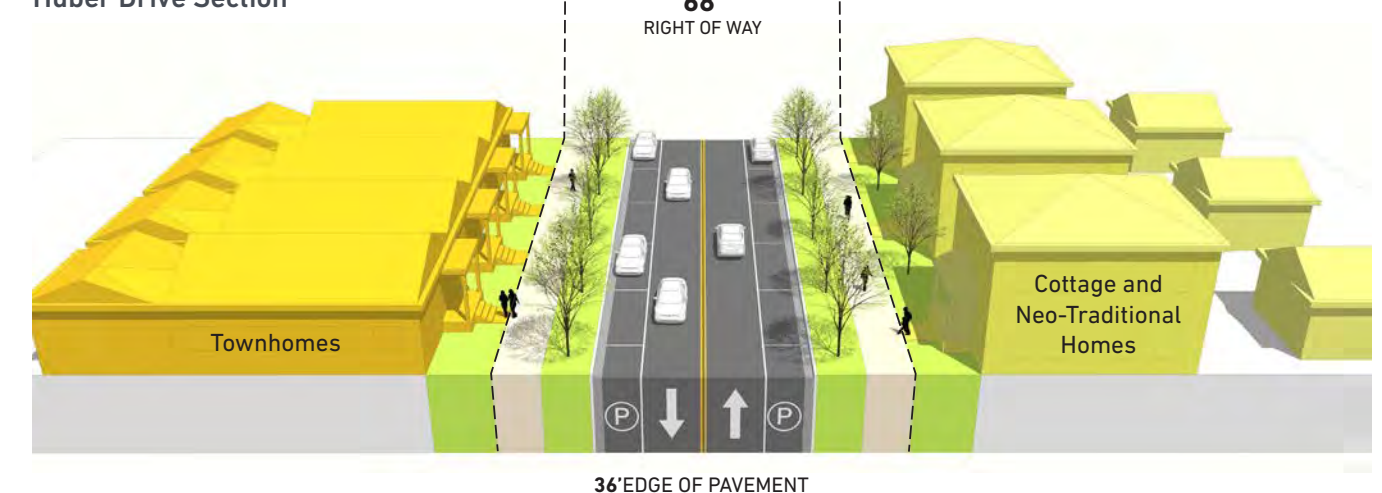 Huber Drive Section
68'
RIGHT OF WAY
Townhomes
Cottage and
Neo-Traditional
Homes
P
P
36'EDGE OF PAVEMENT